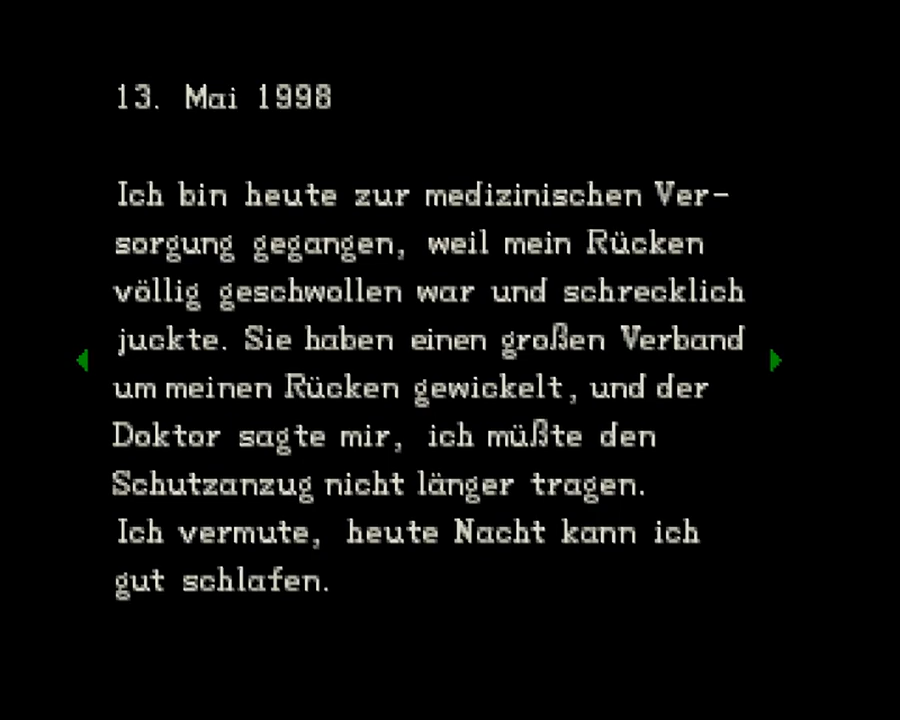 13. Mai 1998
Ich bin heute zur medizinischen Ver-
sorgung gegangen, weil mein Rücken
völlig geschwollen war und schrecklich
juckte. Sie haben einen großen Verband
um meinen Rücken gewickelt, und der
Doktor sagte mir, ich müßte den
Schutzanzug nicht länger tragen.
Ich vermute, heute Nacht kann ich
gut schlafen.